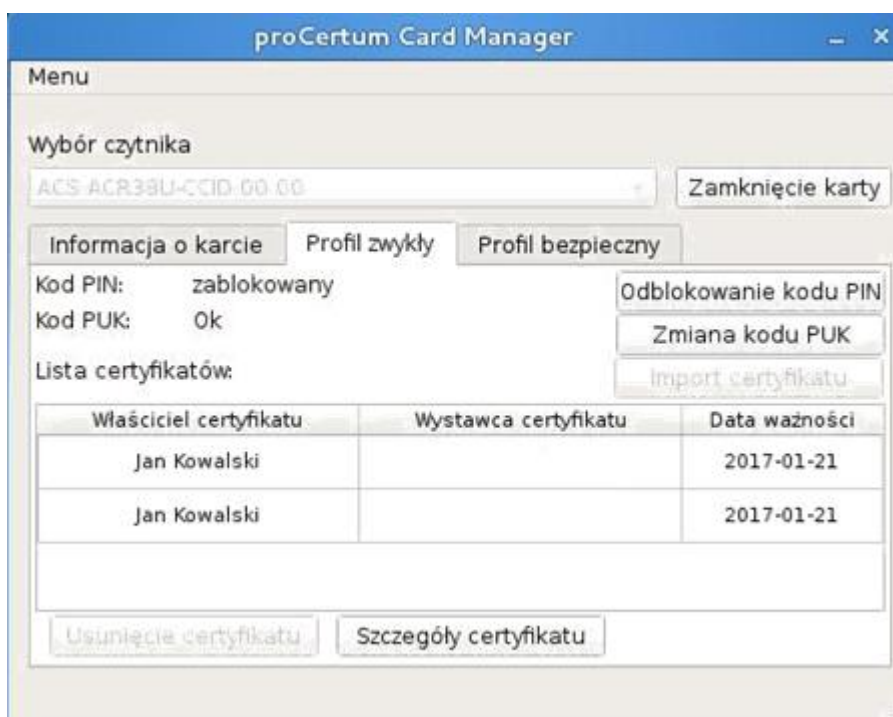 proCertum Card Manager
Menu
Wybór czytnika
ACS ACR38U-CCID 00 00
Zamknięcie karty
Informacja o karcie Profil zwykły Profil bezpieczny
Kod PIN: zablokowany
Odblokowanie kodu PIN
Kod PUK: Ok
Zmiana kodu PUK
Lista certyfikatów:
Import certyfikatu
Właściciel certyfikatu Wystawca certyfikatu Data ważności
Jan Kowalski 2017-01-21
Jan Kowalski 2017-01-21
Usunięcie certyfikatu Szczegóły certyfikatu